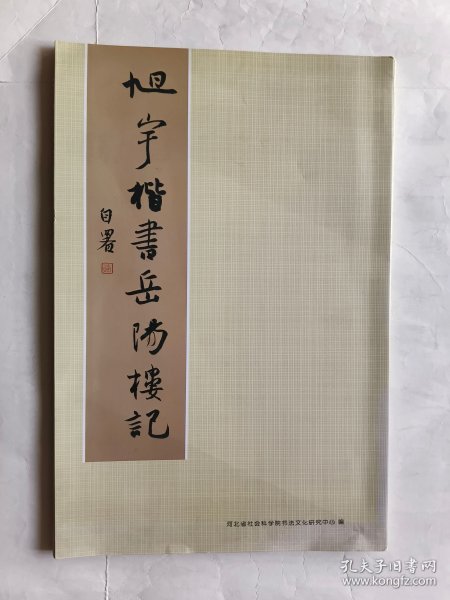 旭宇楷書岳陽樓記
自署
河北省社会科学院书法文化研究中心 编
孔夫子旧书网
www.kongfz.com